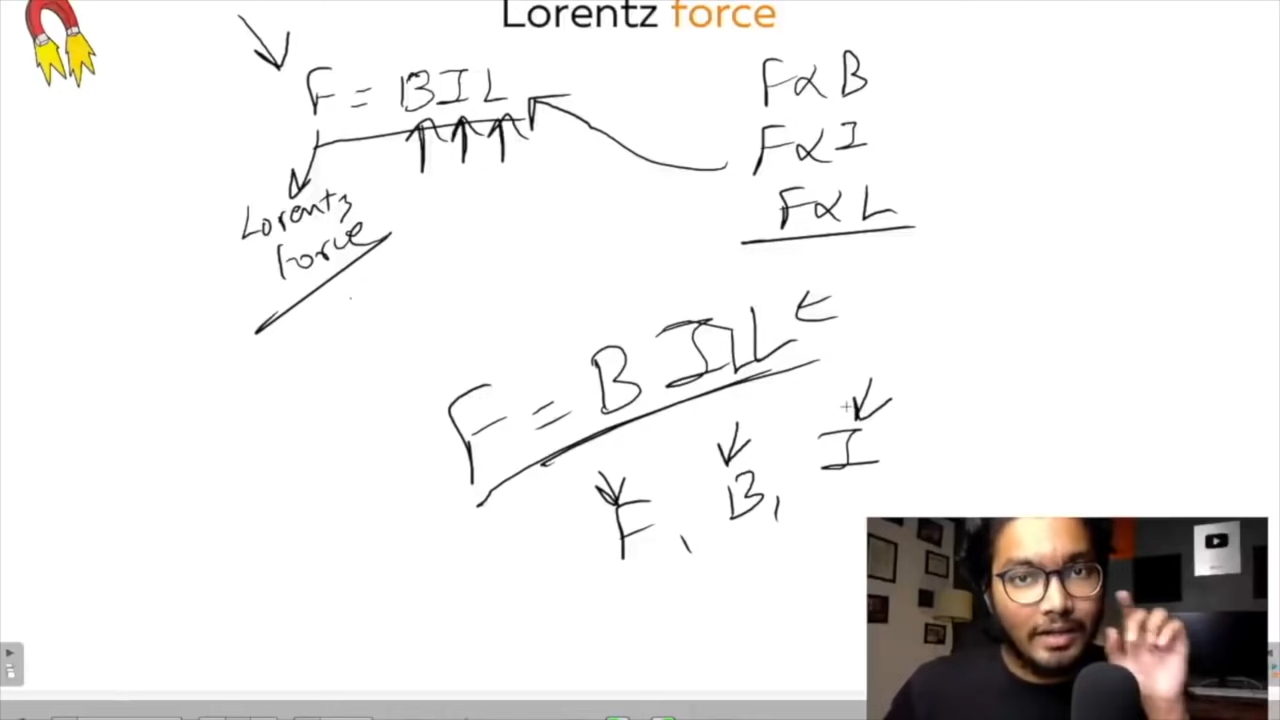 Lorentz force
F = BIL
F∝B
F∝I
F∝L
Lorentz
force
F = BIL
F, B, I